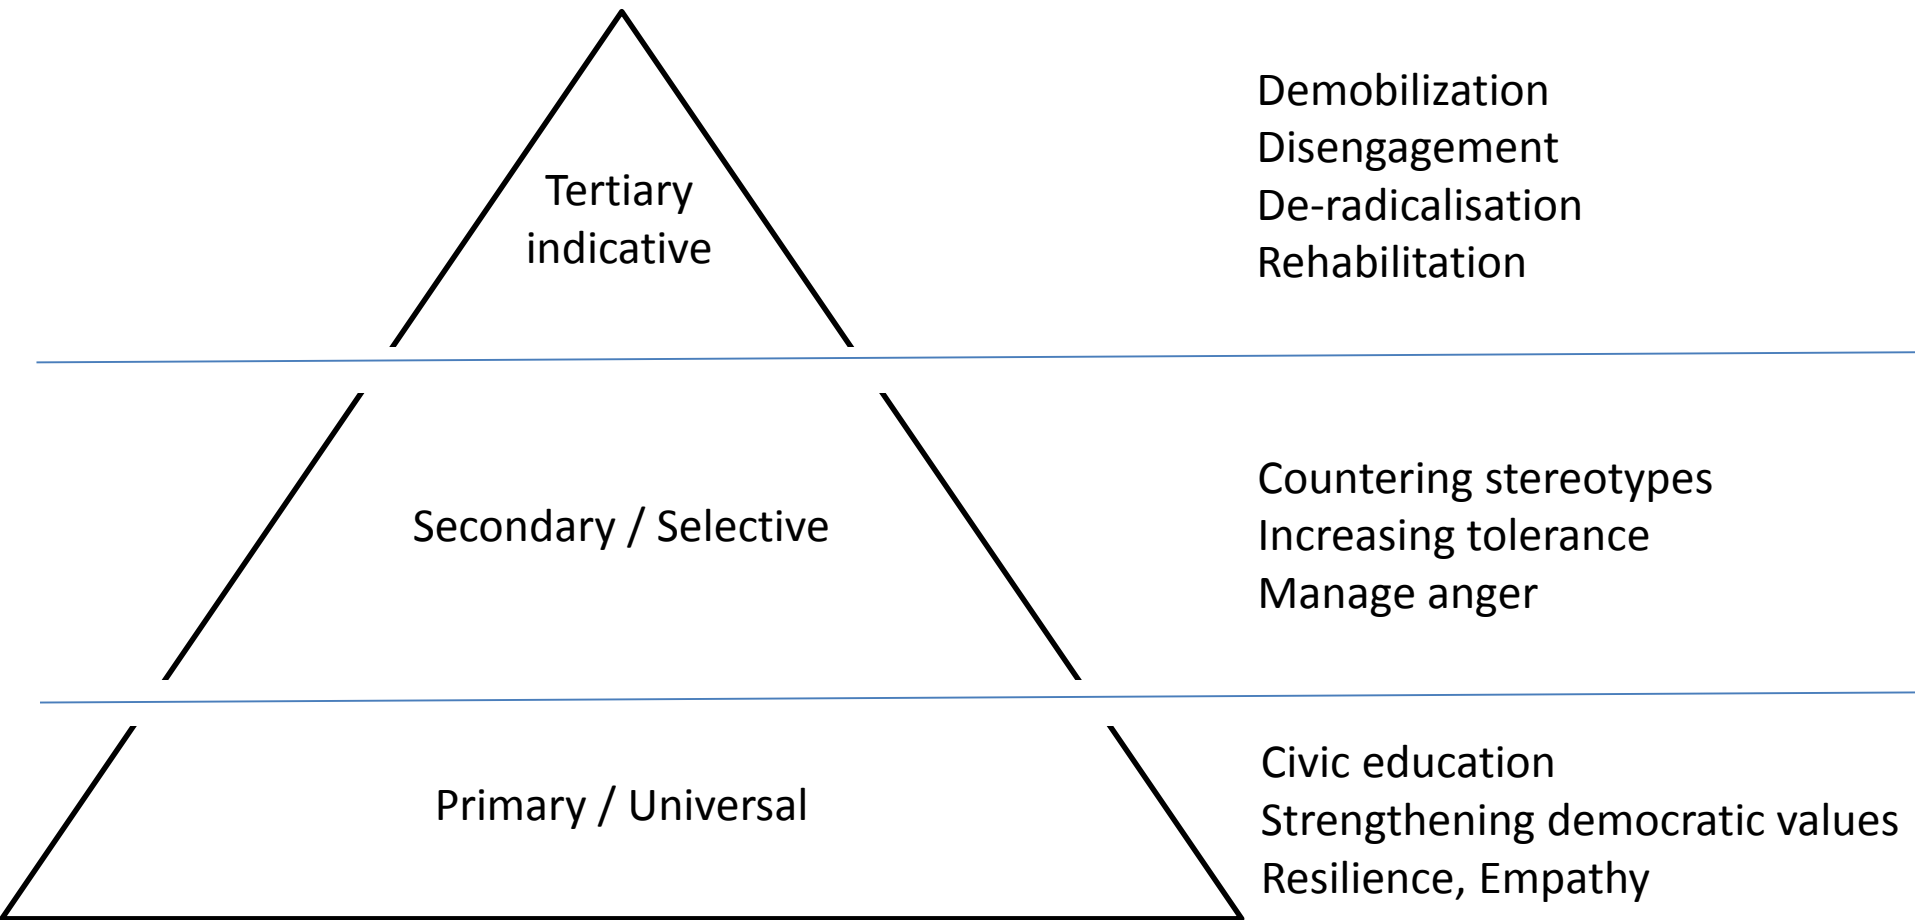 Tertiary
indicative
Demobilization
Disengagement
De-radicalisation
Rehabilitation
Secondary / Selective
Countering stereotypes
Increasing tolerance
Manage anger
Primary / Universal
Civic education
Strengthening democratic values
Resilience, Empathy